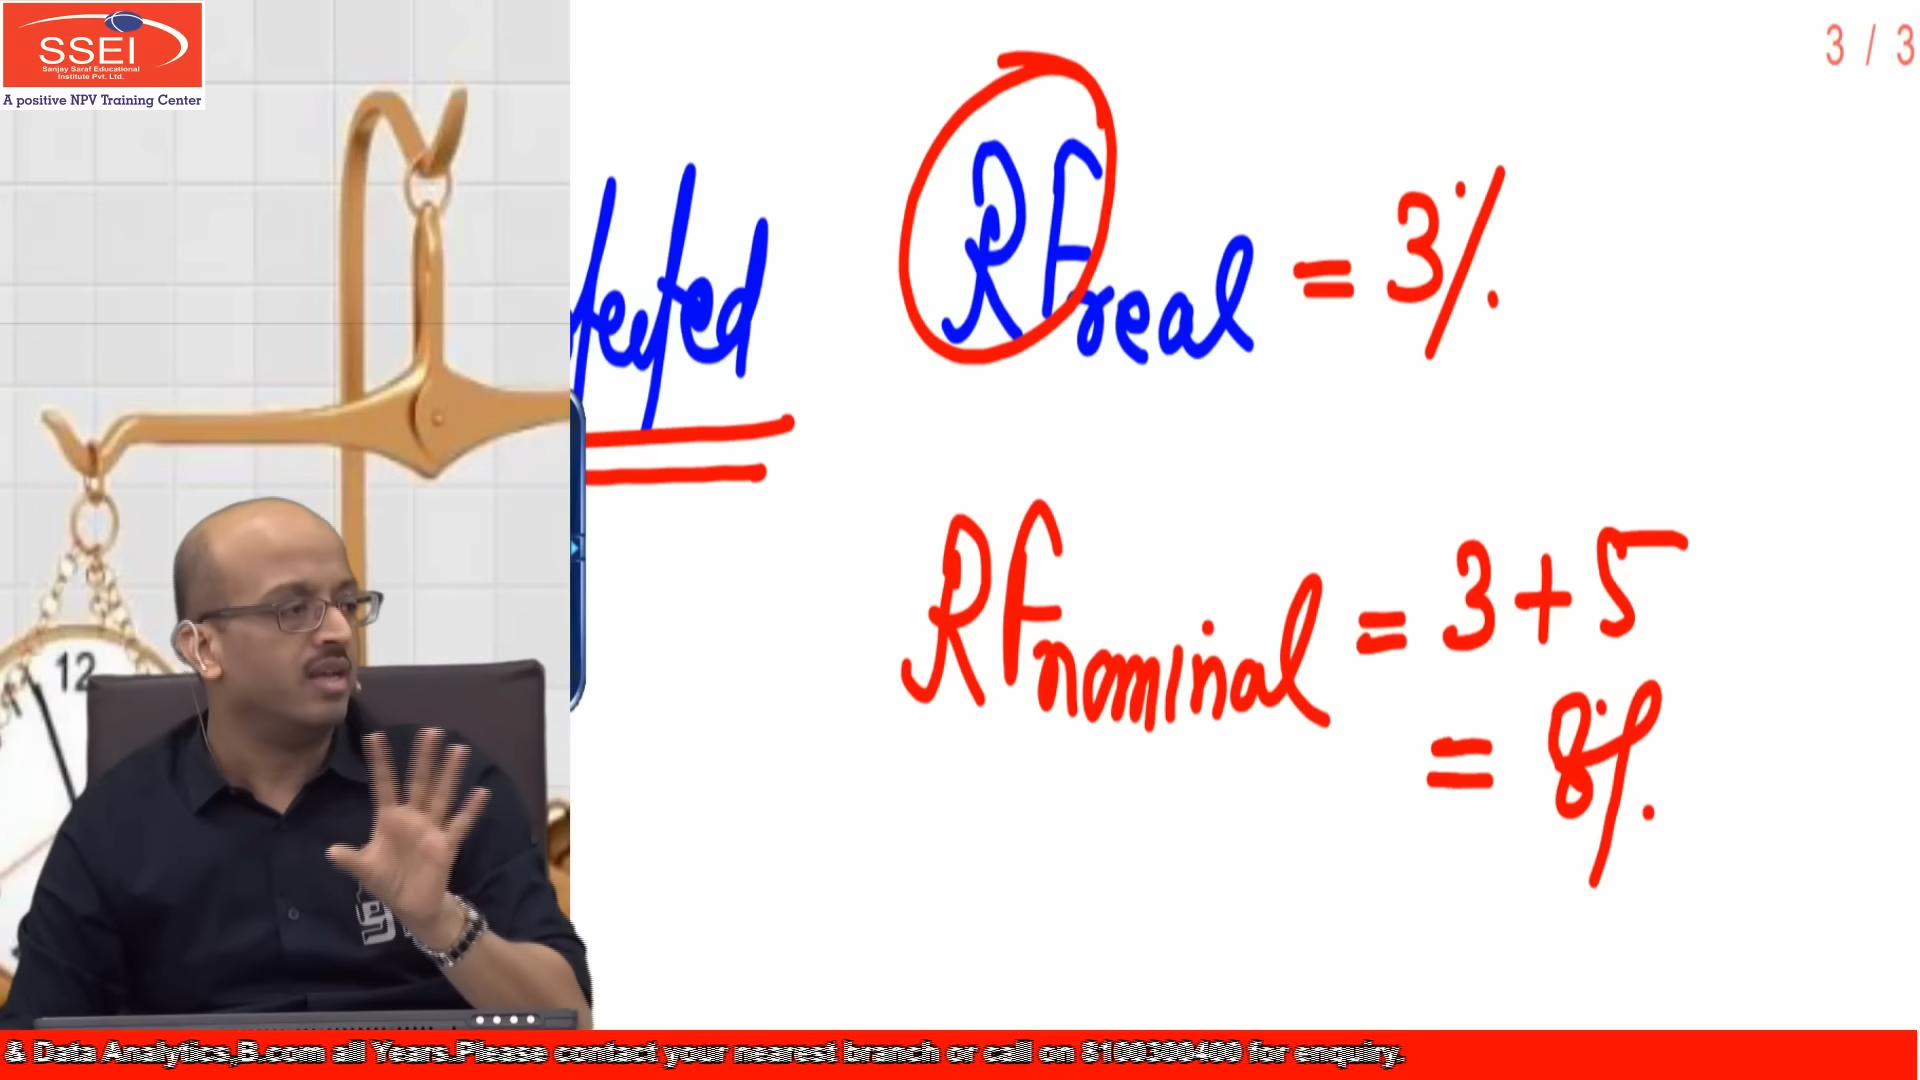 SSEI
Sanjay Saraf Educational
Institute Pvt. Ltd.
A positive NPV Training Center
3 / 3
RFreal = 3%
RFnominal = 3+5
= 8%
12
& Data Analytics,B.com all Years.Please contact your nearest branch or call on 8100300400 for enquiry.